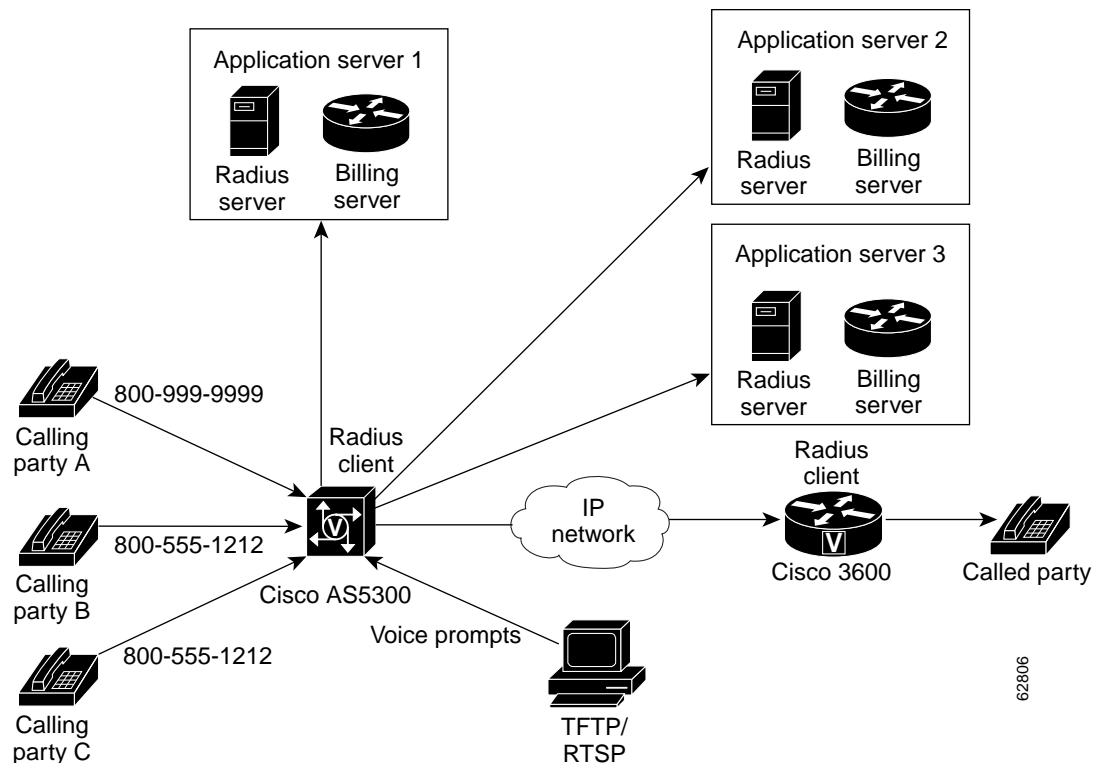 Application server 1
Radius
server
Billing
server
Application server 2
Radius
server
Billing
server
Application server 3
Radius
server
Billing
server
800-999-9999
Calling
party A
Radius
client
800-555-1212
Calling
party B
V
Cisco AS5300
IP
network
Radius
client
V
Cisco 3600
Called party
800-555-1212
Calling
party C
Voice prompts
TFTP/
RTSP
62806